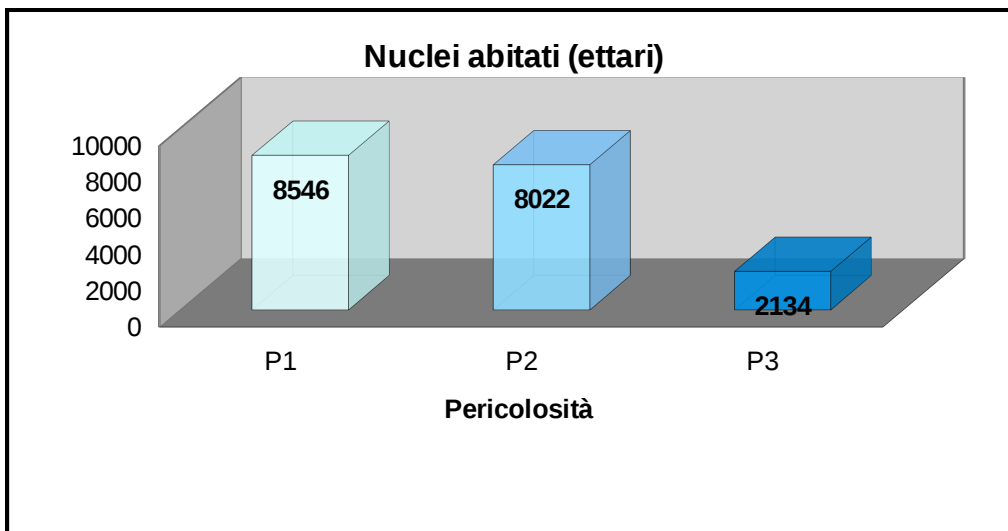 Nuclei abitati (ettari)
10000
8000
6000
4000
2000
0
8546
8022
2134
P1
P2
P3
Pericolosità